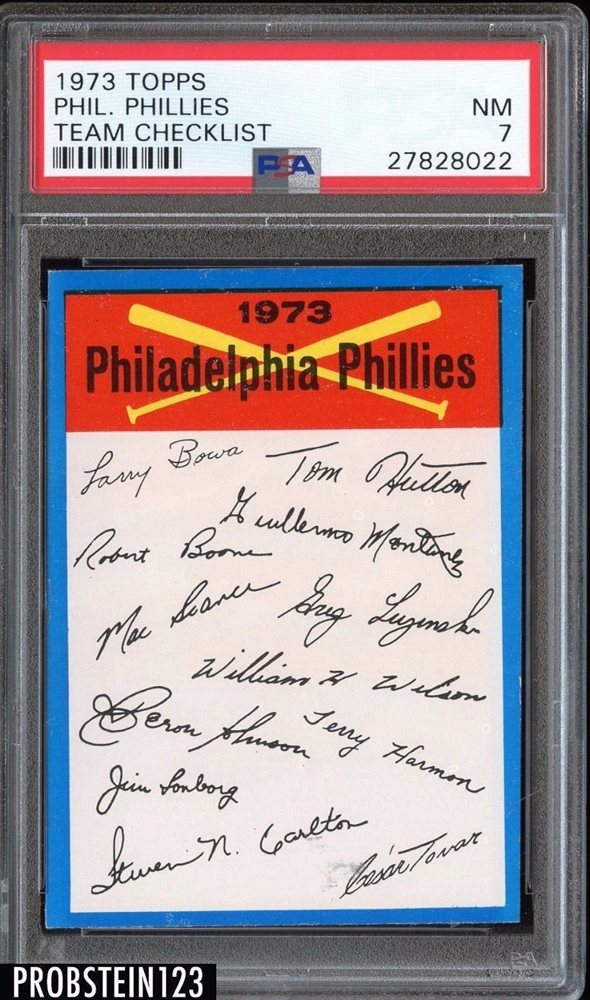 1973 TOPPS
PHIL. PHILLIES NM
TEAM CHECKLIST 7
PSA 27828022
1973
Philadelphia Phillies
Larry Bowa Tom Hutton
Guillermo Montanez
Robert Boone
Mac Scarce Greg Luzinski
William H Wilson
Deron Johnson Terry Harmon
Jim Lonborg
Steven N. Carlton
César Tovar
PROBSTEIN123